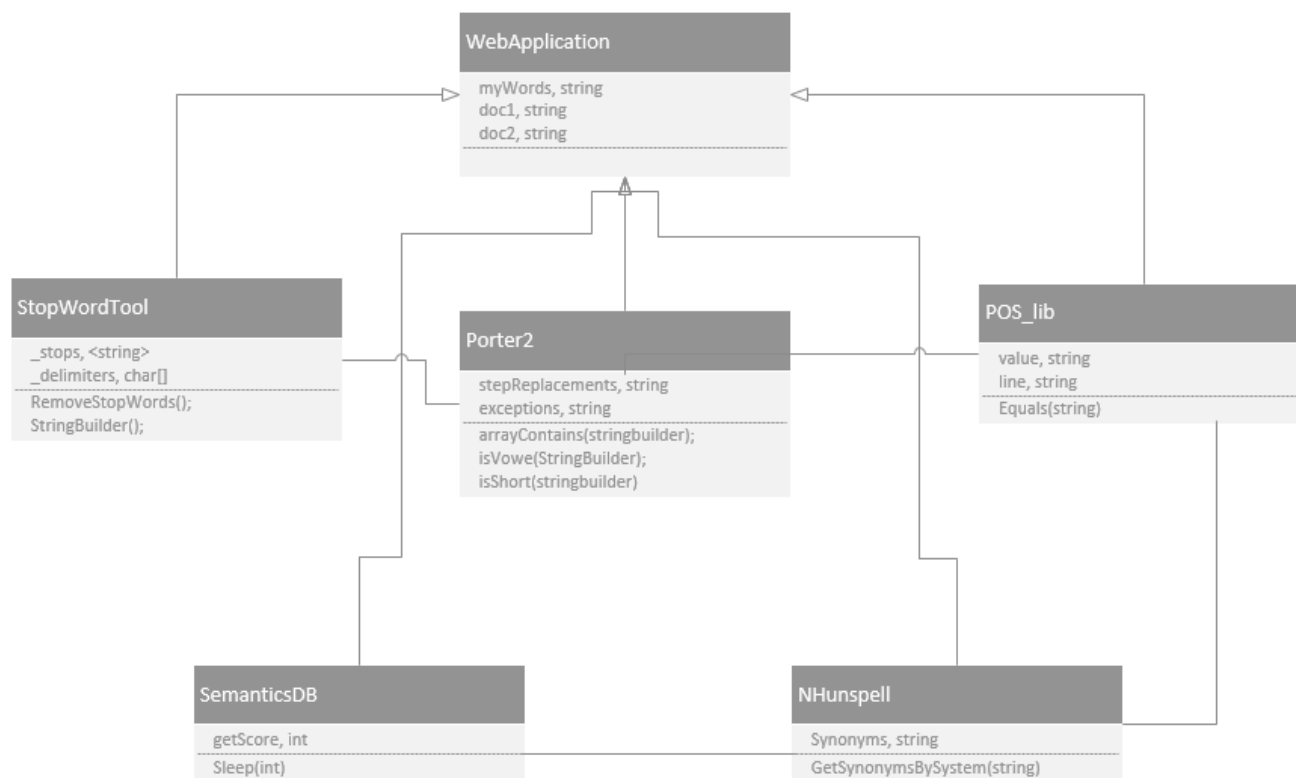 WebApplication
myWords, string
doc1, string
doc2, string
StopWordTool
_stops, <string>
_delimiters, char[]
RemoveStopWords();
StringBuilder();
Porter2
stepReplacements, string
exceptions, string
arrayContains(stringbuilder);
isVowe(StringBuilder);
isShort(stringbuilder)
POS_lib
value, string
line, string
Equals(string)
SemanticsDB
getScore, int
Sleep(int)
NHunspell
Synonyms, string
GetSynonymsBySystem(string)